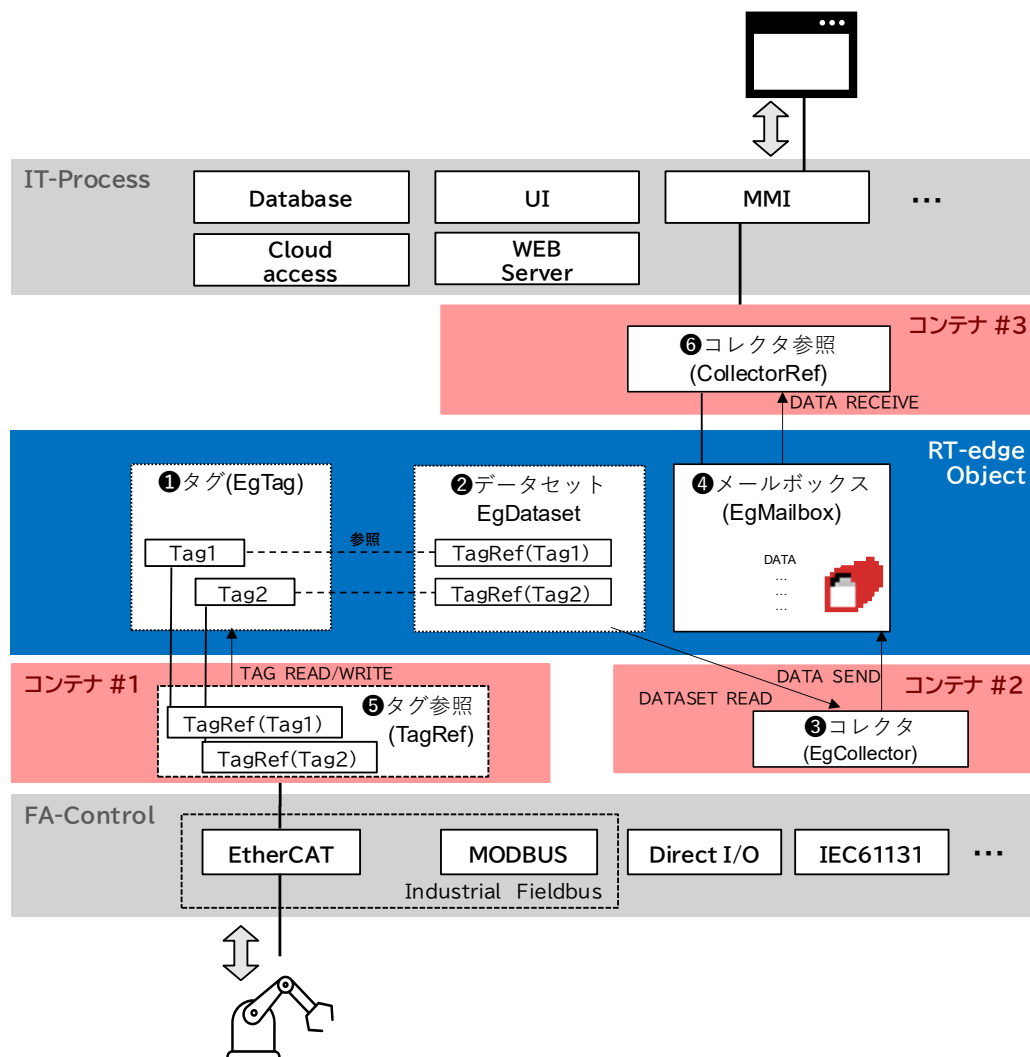 IT-Process
Database
UI
MMI
...
Cloud
access
WEB
Server
コンテナ #3
❻コレクタ参照
(CollectorRef)
DATA RECEIVE
RT-edge
Object
❶タグ(EgTag)
❷データセット
EgDataset
❹メールボックス
(EgMailbox)
Tag1
参照
TagRef(Tag1)
Tag2
TagRef(Tag2)
DATA
...
...
...
コンテナ #1
TAG READ/WRITE
❺タグ参照
(TagRef)
TagRef(Tag1)
TagRef(Tag2)
DATA SEND
DATASET READ
コンテナ #2
❸コレクタ
(EgCollector)
FA-Control
EtherCAT
MODBUS
Direct I/O
IEC61131
...
Industrial Fieldbus